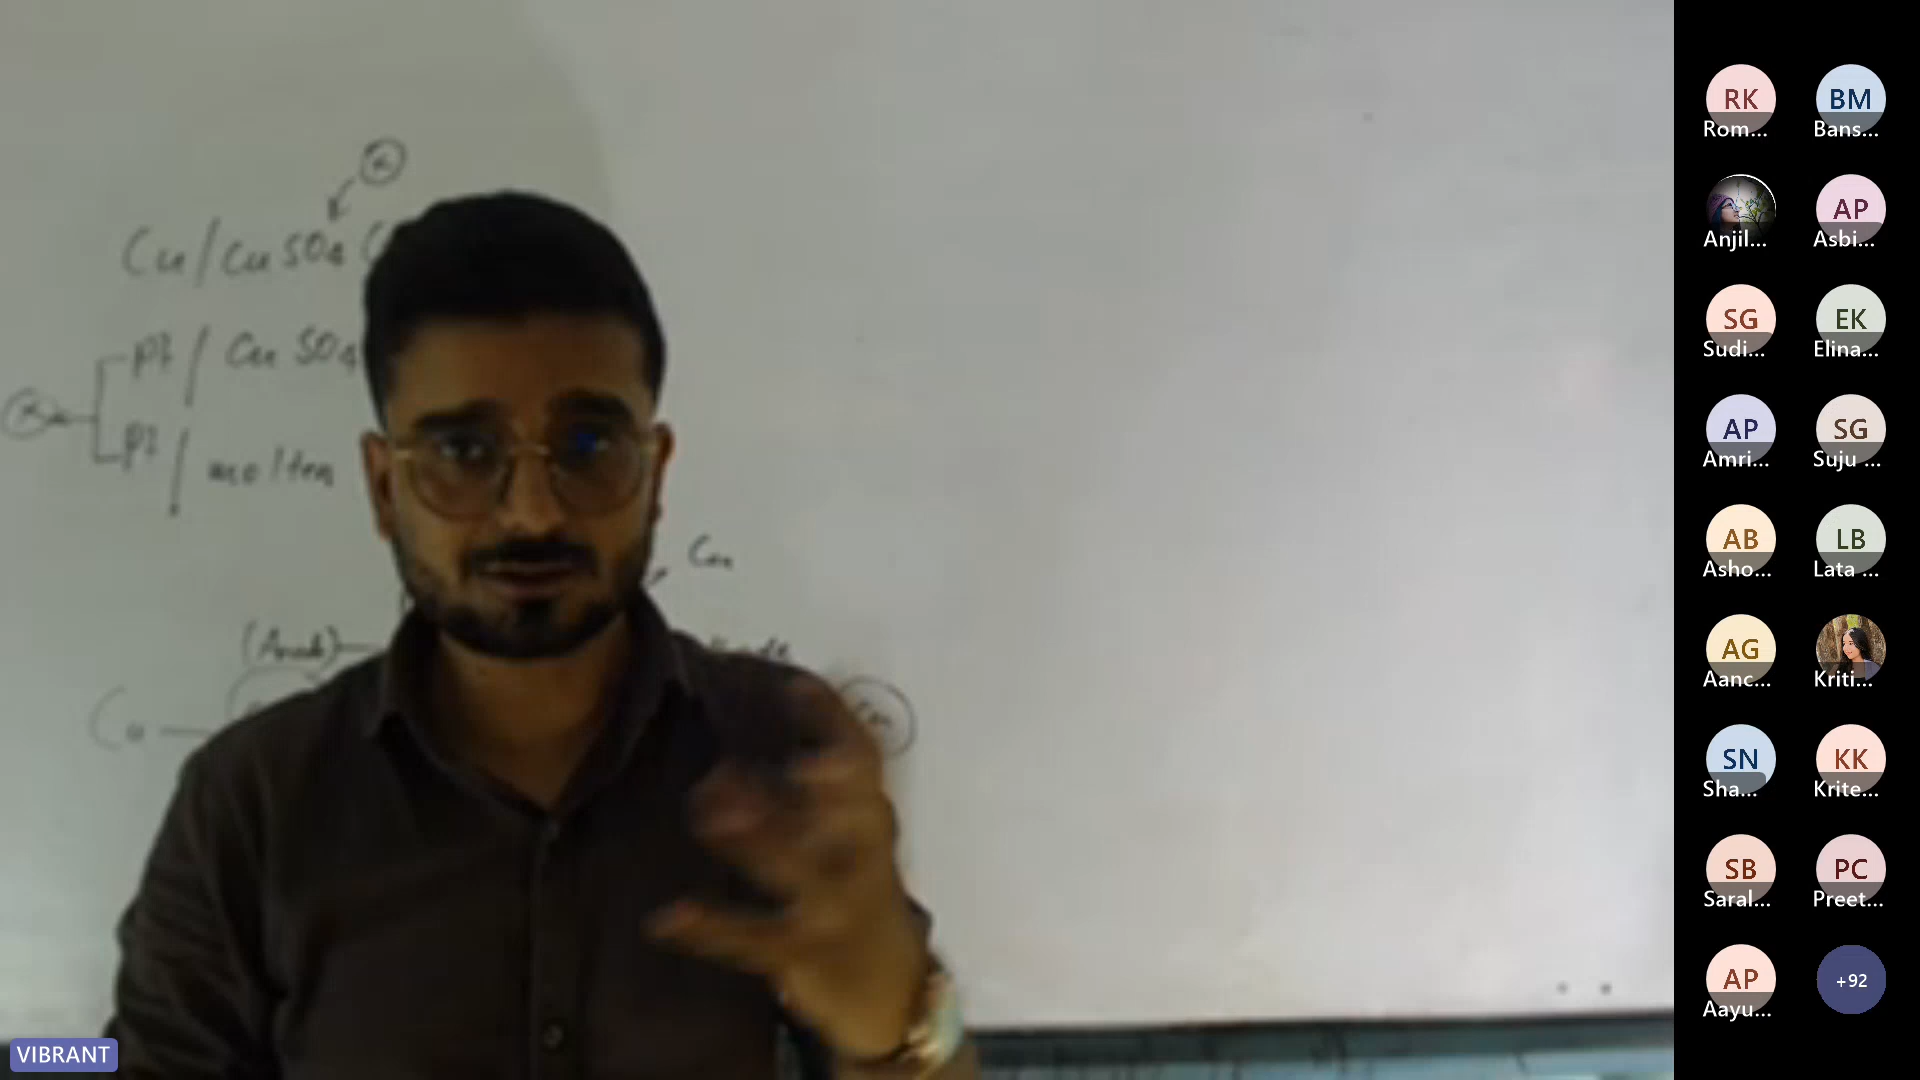 Cu/CuSO4
pt / CuSO4
pt / molten
Cu
(Anode)
Cu
VIBRANT
RK
Rom...
BM
Bans...
Anjil...
AP
Asbi...
SG
Sudi...
EK
Elina...
AP
Amri...
SG
Suju ...
AB
Asho...
LB
Lata ...
AG
Aanc...
Kriti...
SN
Sha...
KK
Krite...
SB
Saral...
PC
Preet...
AP
Aayu...
+92